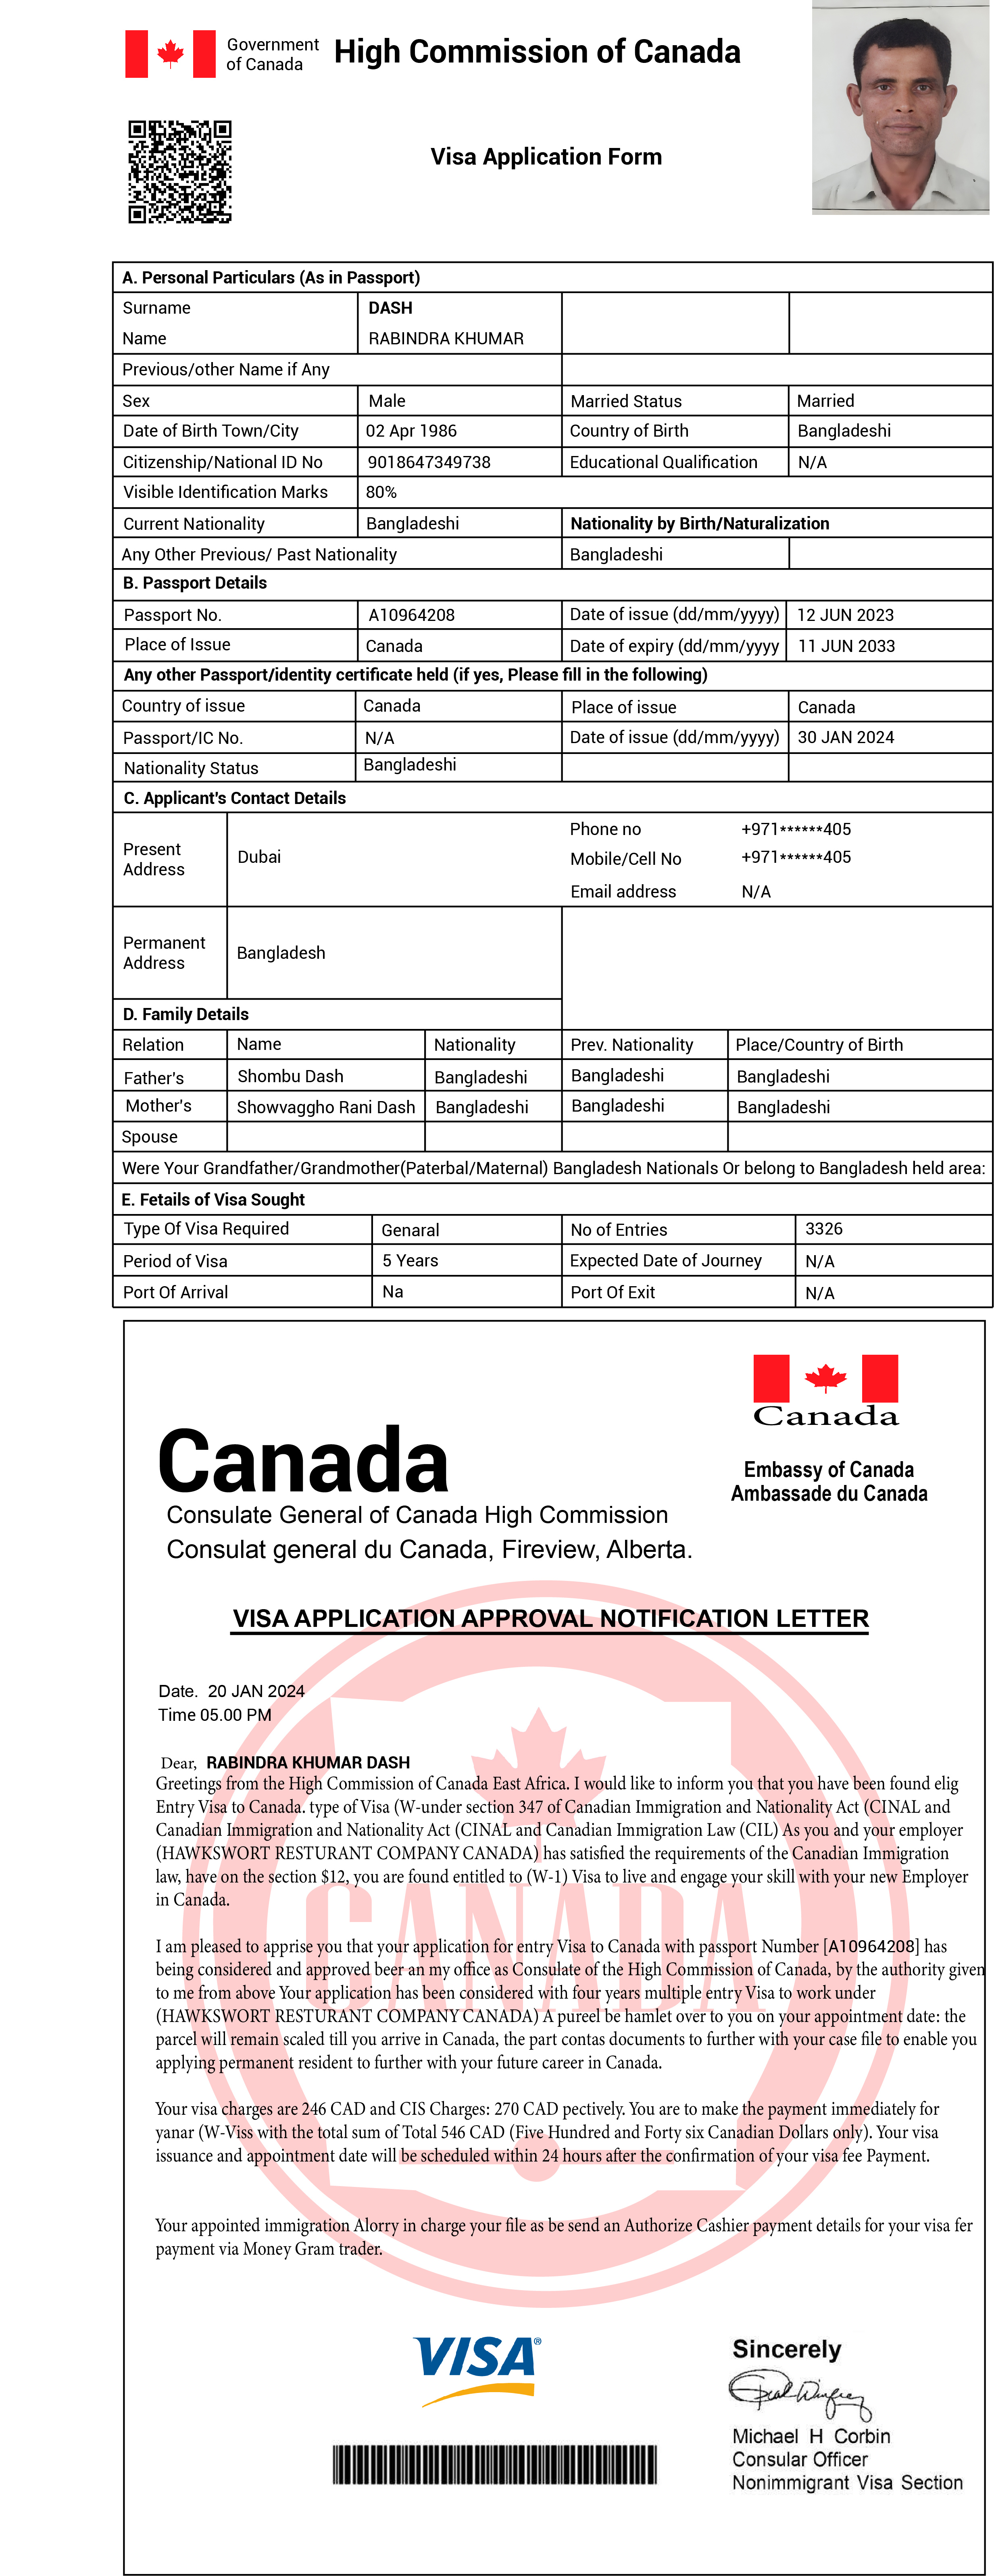 Government
of Canada
High Commission of Canada
Visa Application Form
A. Personal Particulars (As in Passport)
Surname DASH
Name RABINDRA KHUMAR
Previous/other Name if Any
Sex Male Married Status Married
Date of Birth Town/City 02 Apr 1986 Country of Birth Bangladeshi
Citizenship/National ID No 9018647349738 Educational Qualification N/A
Visible Identification Marks 80%
Current Nationality Bangladeshi Nationality by Birth/Naturalization
Any Other Previous/ Past Nationality Bangladeshi
B. Passport Details
Passport No. A10964208 Date of issue (dd/mm/yyyy) 12 JUN 2023
Place of Issue Canada Date of expiry (dd/mm/yyyy 11 JUN 2033
Any other Passport/identity certificate held (if yes, Please fill in the following)
Country of issue Canada Place of issue Canada
Passport/IC No. N/A Date of issue (dd/mm/yyyy) 30 JAN 2024
Nationality Status Bangladeshi
C. Applicant's Contact Details
Present
Address
Dubai
Phone no +971******405
Mobile/Cell No +971******405
Email address N/A
Permanent
Address
Bangladesh
D. Family Details
Relation Name Nationality Prev. Nationality Place/Country of Birth
Father's Shombu Dash Bangladeshi Bangladeshi Bangladeshi
Mother's Showvaggho Rani Dash Bangladeshi Bangladeshi Bangladeshi
Spouse
Were Your Grandfather/Grandmother(Paterbal/Maternal) Bangladesh Nationals Or belong to Bangladesh held area:
E. Fetails of Visa Sought
Type Of Visa Required Genaral No of Entries 3326
Period of Visa 5 Years Expected Date of Journey N/A
Port Of Arrival Na Port Of Exit N/A
Canada
Embassy of Canada
Ambassade du Canada
Canada
Consulate General of Canada High Commission
Consulat general du Canada, Fireview, Alberta.
VISA APPLICATION APPROVAL NOTIFICATION LETTER
Date. 20 JAN 2024
Time 05.00 PM
Dear, RABINDRA KHUMAR DASH
Greetings from the High Commission of Canada East Africa. I would like to inform you that you have been found elig
Entry Visa to Canada. type of Visa (W-under section 347 of Canadian Immigration and Nationality Act (CINAL and
Canadian Immigration and Nationality Act (CINAL and Canadian Immigration Law (CIL) As you and your employer
(HAWKSWORT RESTURANT COMPANY CANADA) has satisfied the requirements of the Canadian Immigration
law, have on the section $12, you are found entitled to (W-1) Visa to live and engage your skill with your new Employer
in Canada.
I am pleased to apprise you that your application for entry Visa to Canada with passport Number [A10964208] has
being considered and approved beer an my office as Consulate of the High Commission of Canada, by the authority given
to me from above Your application has been considered with four years multiple entry Visa to work under
(HAWKSWORT RESTURANT COMPANY CANADA) A pureel be hamlet over to you on your appointment date: the
parcel will remain scaled till you arrive in Canada, the part contas documents to further with your case file to enable you
applying permanent resident to further with your future career in Canada.
Your visa charges are 246 CAD and CIS Charges: 270 CAD pectively. You are to make the payment immediately for
yanar (W-Viss with the total sum of Total 546 CAD (Five Hundred and Forty six Canadian Dollars only). Your visa
issuance and appointment date will be scheduled within 24 hours after the confirmation of your visa fee Payment.
Your appointed immigration Alorry in charge your file as be send an Authorize Cashier payment details for your visa fer
payment via Money Gram trader.
CANADA
VISA®
Sincerely
Michael H Corbin
Consular Officer
Nonimmigrant Visa Section